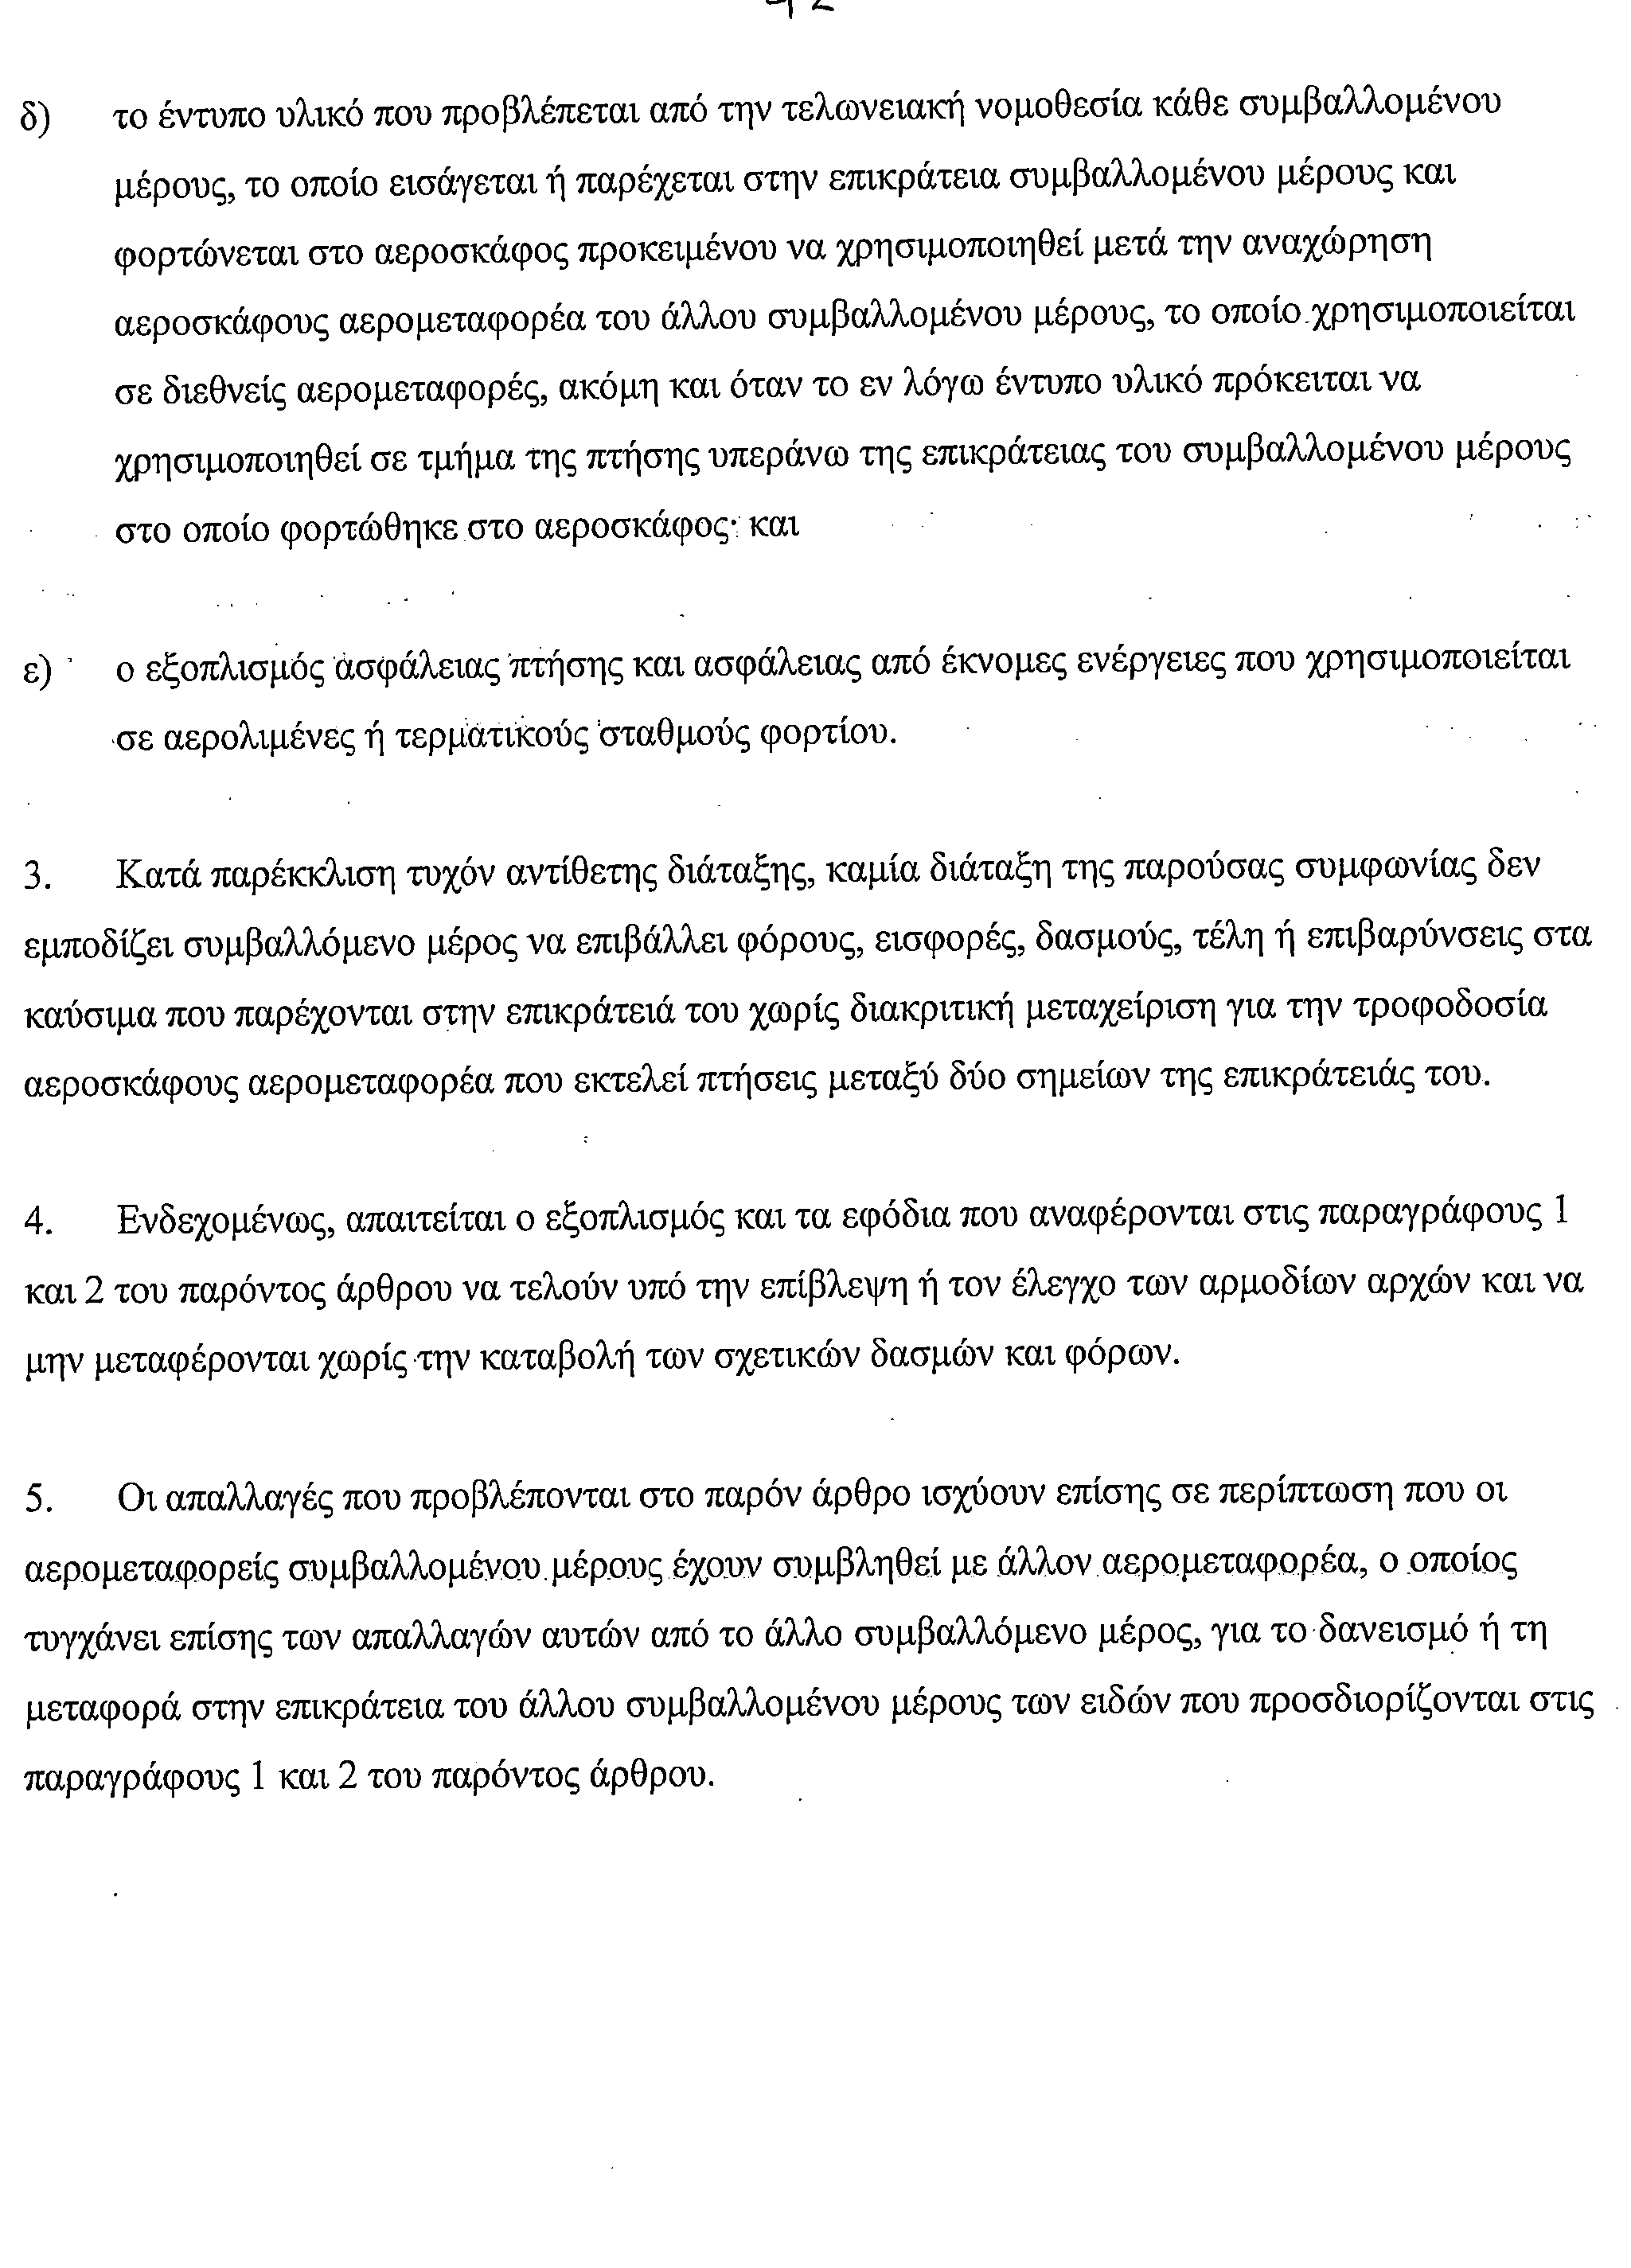 δ) το έντυπο υλικό που προβλέπεται από την τελωνειακή νομοθεσία κάθε συμβαλλομένου
μέρους, το οποίο εισάγεται ή παρέχεται στην επικράτεια συμβαλλομένου μέρους και
φορτώνεται στο αεροσκάφος προκειμένου να χρησιμοποιηθεί μετά την αναχώρηση
αεροσκάφους αερομεταφορέα του άλλου συμβαλλομένου μέρους, το οποίο χρησιμοποιείται
σε διεθνείς αερομεταφορές, ακόμη και όταν το εν λόγω έντυπο υλικό πρόκειται να
χρησιμοποιηθεί σε τμήμα της πτήσης υπεράνω της επικράτειας του συμβαλλομένου μέρους
στο οποίο φορτώθηκε στο αεροσκάφος· και
ε) ο εξοπλισμός ασφάλειας πτήσης και ασφάλειας από έκνομες ενέργειες που χρησιμοποιείται
σε αερολιμένες ή τερματικούς σταθμούς φορτίου.
3. Κατά παρέκκλιση τυχόν αντίθετης διάταξης, καμία διάταξη της παρούσας συμφωνίας δεν
εμποδίζει συμβαλλόμενο μέρος να επιβάλλει φόρους, εισφορές, δασμούς, τέλη ή επιβαρύνσεις στα
καύσιμα που παρέχονται στην επικράτειά του χωρίς διακριτική μεταχείριση για την τροφοδοσία
αεροσκάφους αερομεταφορέα που εκτελεί πτήσεις μεταξύ δύο σημείων της επικράτειάς του.
4. Ενδεχομένως, απαιτείται ο εξοπλισμός και τα εφόδια που αναφέρονται στις παραγράφους 1
και 2 του παρόντος άρθρου να τελούν υπό την επίβλεψη ή τον έλεγχο των αρμοδίων αρχών και να
μην μεταφέρονται χωρίς την καταβολή των σχετικών δασμών και φόρων.
5. Οι απαλλαγές που προβλέπονται στο παρόν άρθρο ισχύουν επίσης σε περίπτωση που οι
αερομεταφορείς συμβαλλομένου μέρους έχουν συμβληθεί με άλλον αερομεταφορέα, ο οποίος
τυγχάνει επίσης των απαλλαγών αυτών από το άλλο συμβαλλόμενο μέρος, για το δανεισμό ή τη
μεταφορά στην επικράτεια του άλλου συμβαλλομένου μέρους των ειδών που προσδιορίζονται στις
παραγράφους 1 και 2 του παρόντος άρθρου.